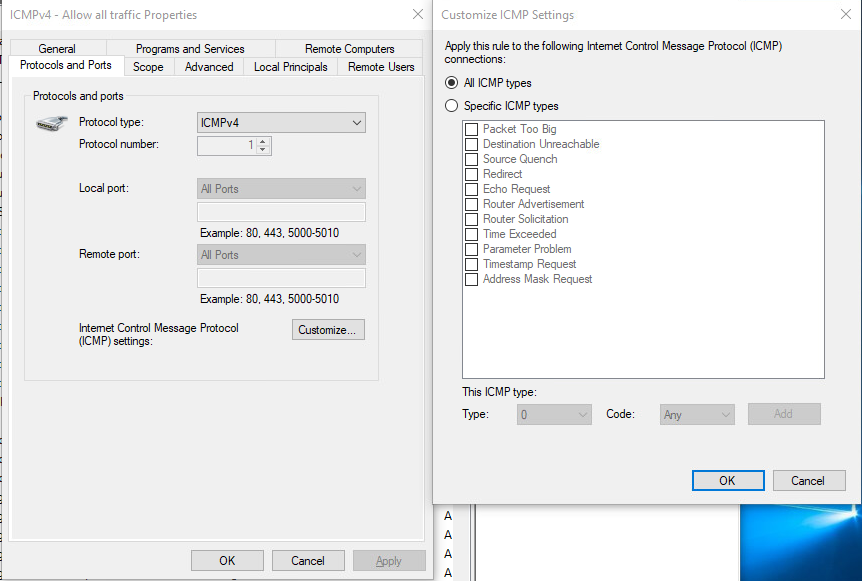 ICMPv4 - Allow all traffic Properties
General
Programs and Services
Remote Computers
Protocols and Ports
Scope
Advanced
Local Principals
Remote Users
Protocols and ports
Protocol type:
ICMPv4
Protocol number:
1
Local port:
All Ports
Example: 80, 443, 5000-5010
Remote port:
All Ports
Example: 80, 443, 5000-5010
Internet Control Message Protocol
(ICMP) settings:
Customize...
OK
Cancel
Apply
Customize ICMP Settings
Apply this rule to the following Internet Control Message Protocol (ICMP)
connections:
All ICMP types
Specific ICMP types
Packet Too Big
Destination Unreachable
Source Quench
Redirect
Echo Request
Router Advertisement
Router Solicitation
Time Exceeded
Parameter Problem
Timestamp Request
Address Mask Request
This ICMP type:
Type:
0
Code:
Any
Add
OK
Cancel
A
A
A
A